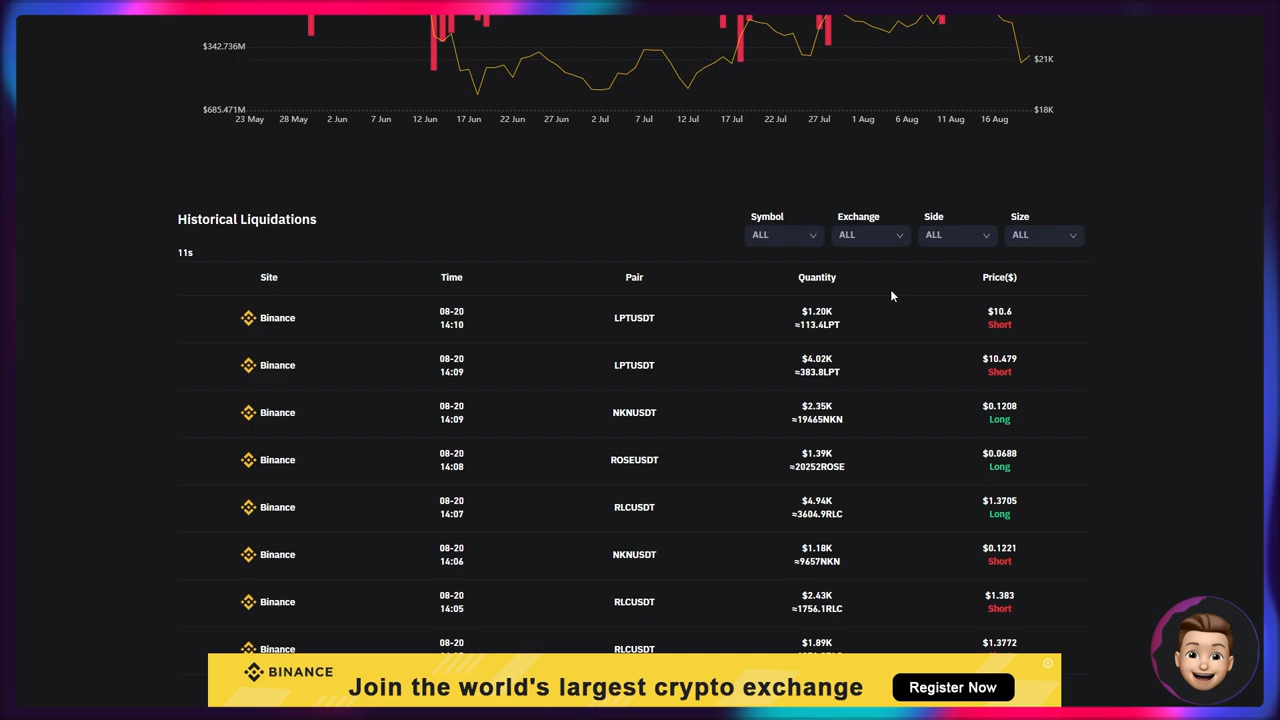 $342.736M
$21K
$685.471M
$18K
23 May 28 May 2 Jun 7 Jun 12 Jun 17 Jun 22 Jun 27 Jun 2 Jul 7 Jul 12 Jul 17 Jul 22 Jul 27 Jul 1 Aug 6 Aug 11 Aug 16 Aug
Historical Liquidations
Symbol Exchange Side Size
ALL ALL ALL ALL
11s
Site Time Pair Quantity Price($)
Binance 08-20 14:10 LPTUSDT $1.20K ≈113.4LPT $10.6 Short
Binance 08-20 14:09 LPTUSDT $4.02K ≈383.8LPT $10.479 Short
Binance 08-20 14:09 NKNUSDT $2.35K ≈19465NKN $0.1208 Long
Binance 08-20 14:08 ROSEUSDT $1.39K ≈20252ROSE $0.0688 Long
Binance 08-20 14:07 RLCUSDT $4.94K ≈3604.9RLC $1.3705 Long
Binance 08-20 14:06 NKNUSDT $1.18K ≈9657NKN $0.1221 Short
Binance 08-20 14:05 RLCUSDT $2.43K ≈1756.1RLC $1.383 Short
Binance 08-20 RLCUSDT $1.89K $1.3772
BINANCE
Join the world's largest crypto exchange
Register Now